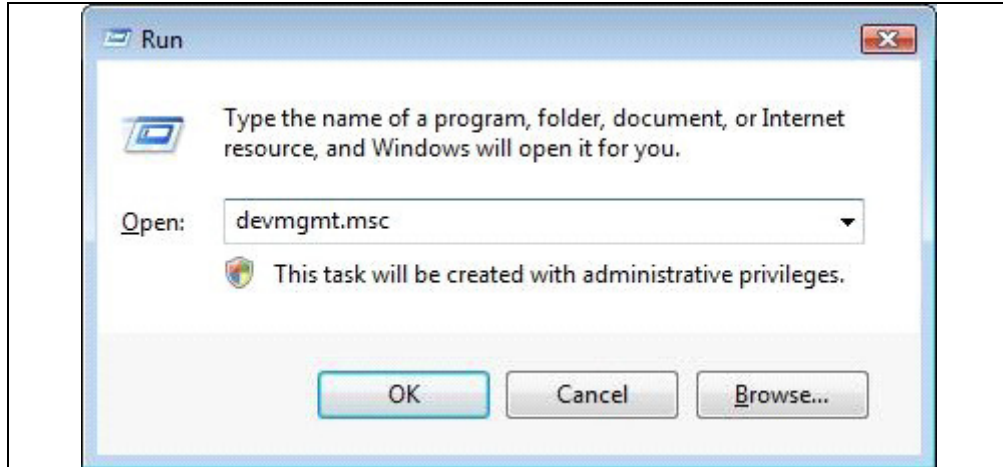 Run
Type the name of a program, folder, document, or Internet
resource, and Windows will open it for you.
Open: devmgmt.msc
This task will be created with administrative privileges.
OK Cancel Browse...